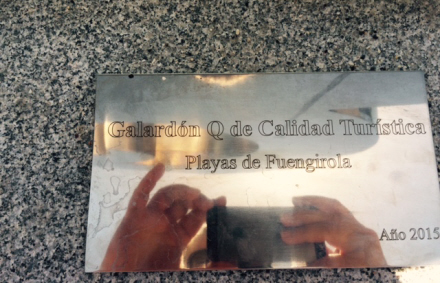 Galardón Q de Calidad Turística
Playas de Fuengirola
Año 2015